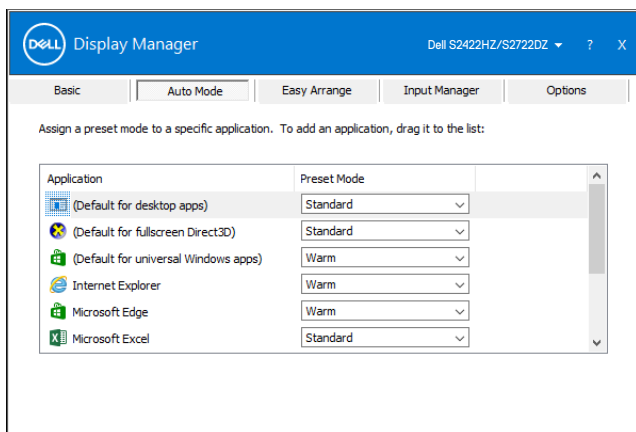 DELL Display Manager Dell S2422HZ/S2722DZ ? X
Basic Auto Mode Easy Arrange Input Manager Options
Assign a preset mode to a specific application. To add an application, drag it to the list:
Application Preset Mode
(Default for desktop apps) Standard
(Default for fullscreen Direct3D) Standard
(Default for universal Windows apps) Warm
Internet Explorer Warm
Microsoft Edge Warm
Microsoft Excel Standard